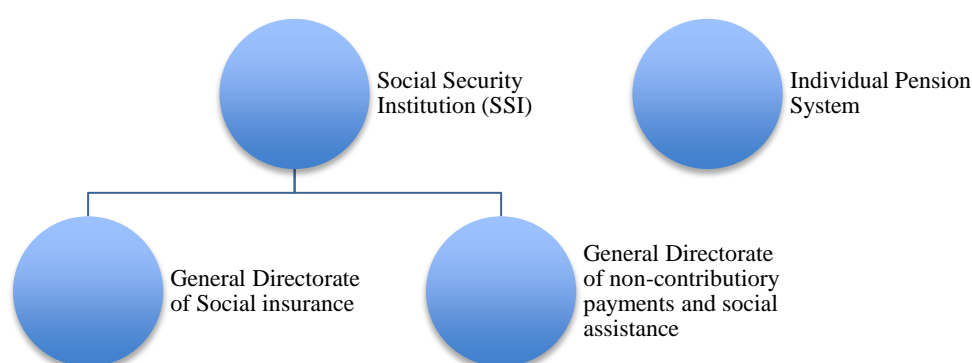 Social Security
Institution (SSI)
Individual Pension
System
General Directorate
of Social insurance
General Directorate
of non-contributiory
payments and social
assistance